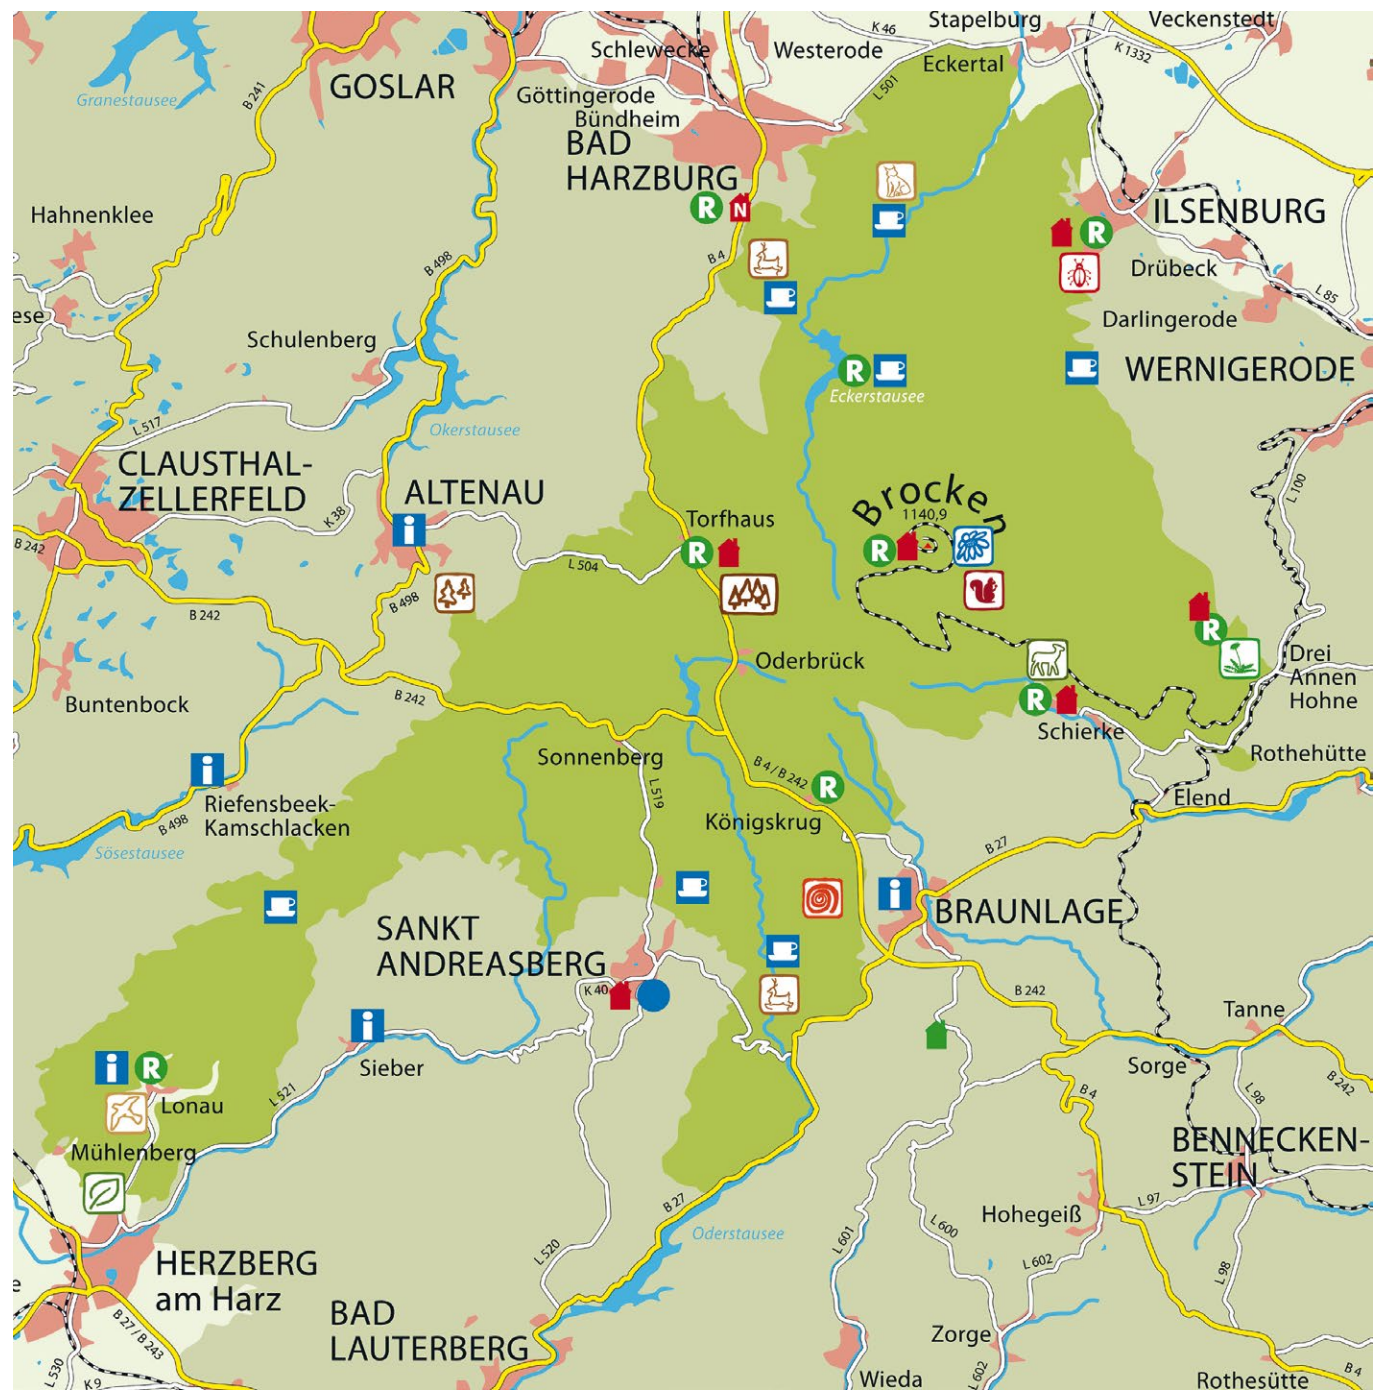 Stapelburg
Veckenstedt
K 46
Schlewecke
Westerode
K 1332
Eckertal
GOSLAR
Granestausee
B 241
Göttingerode
L 501
Bündheim
BAD
HARZBURG
R
N
Hahnenklee
ILSENBURG
R
B 498
B 4
Drübeck
L 85
ese
Darlingerode
Schulenberg
WERNIGERODE
R
Eckerstausee
L 517
Okerstausee
CLAUSTHAL-
ZELLERFELD
ALTENAU
K 38
L 100
Brocken
1140,9
i
Torfhaus
R
R
B 242
L 504
B 498
B 242
R
Oderbrück
Drei
Annen
Hohne
Buntenbock
B 242
R
Schierke
Sonnenberg
Rothehütte
i
B 4 / B 242
R
L 519
Elend
Riefensbeek-
Kamschlacken
B 498
Königskrug
Sösestausee
B 27
i
BRAUNLAGE
SANKT
ANDREASBERG
K 40
B 242
Tanne
i
Sieber
Sorge
i
R
B 242
L 521
B 4
L 98
Lonau
Mühlenberg
BENNECKEN-
STEIN
L 97
B 27
Hohegeiß
Oderstausee
L 601
L 600
L 520
L 602
L 98
HERZBERG
am Harz
e
BAD
LAUTERBERG
B 27 / B 243
Zorge
L 530
K 9
Wieda
L 602
Rothesütte
B 4